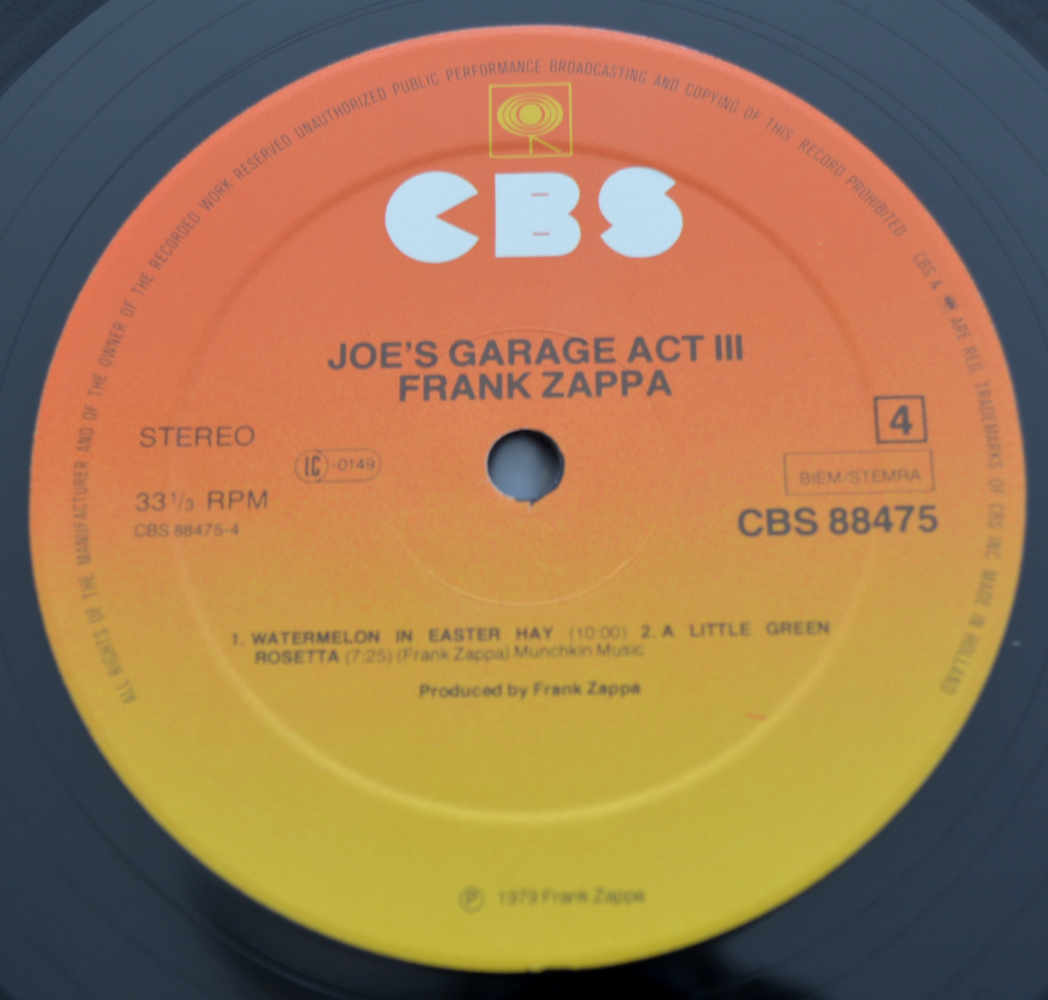 ALL RIGHTS OF THE MANUFACTURER AND OF THE OWNER OF THE RECORDED WORK RESERVED UNAUTHORIZED PUBLIC PERFORMANCE BROADCASTING AND COPYING OF THIS RECORD PROHIBITED
CBS & APE REG. TRADEMARKS OF CBS INC. MADE IN HOLLAND
CBS
JOE'S GARAGE ACT III
FRANK ZAPPA
STEREO
4
IC -0149
BIEM/STEMRA
33⅓ RPM
CBS 88475
CBS 88475-4
1. WATERMELON IN EASTER HAY (10:00) 2. A LITTLE GREEN
ROSETTA (7:25) (Frank Zappa) Munchkin Music
Produced by Frank Zappa
℗ 1979 Frank Zappa